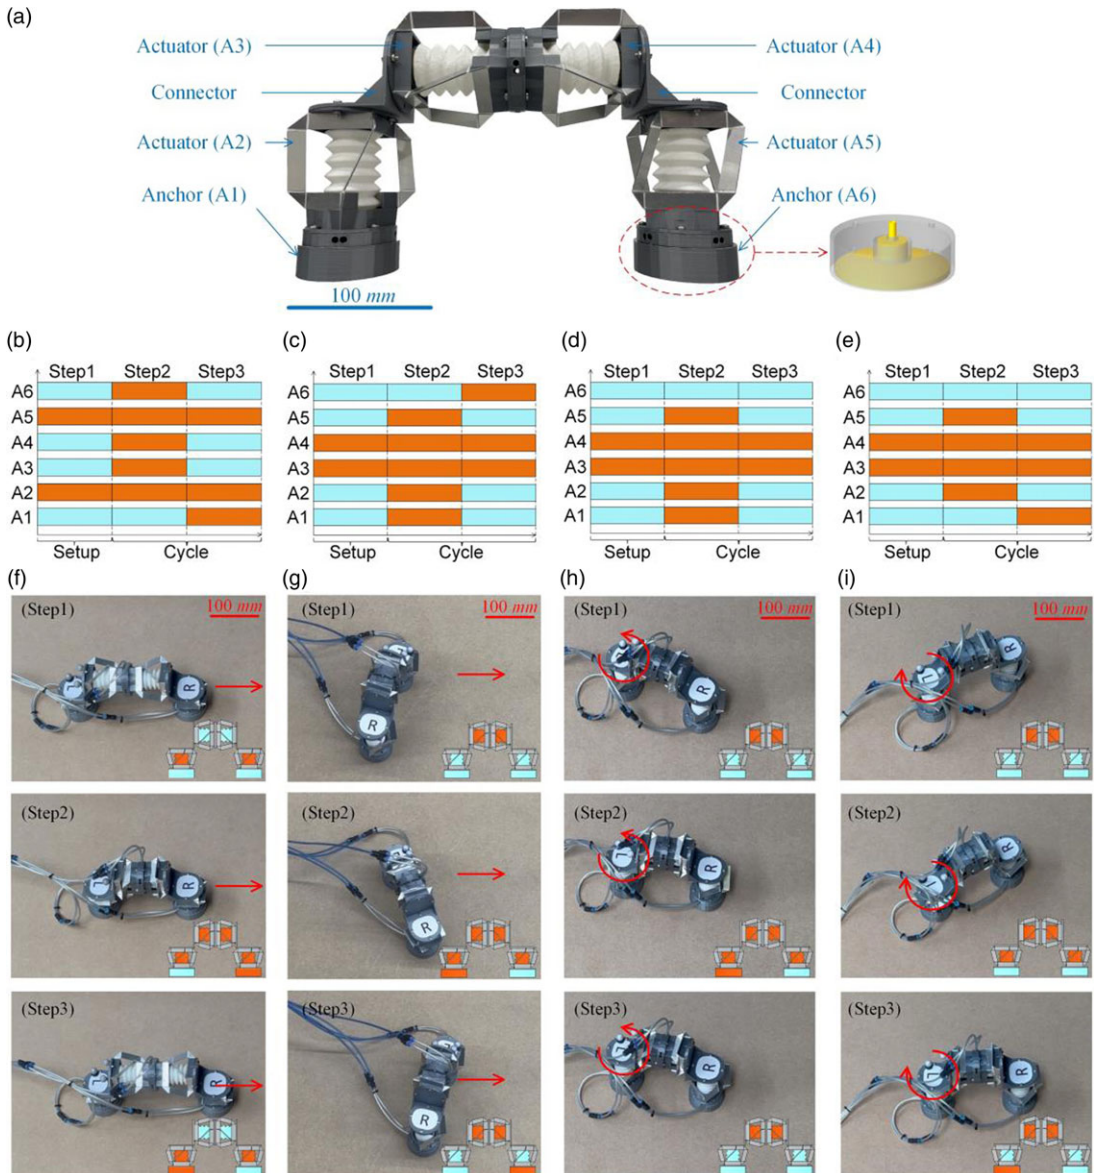 (a)
Actuator (A3)
Actuator (A4)
Connector
Connector
Actuator (A2)
Actuator (A5)
Anchor (A1)
Anchor (A6)
100 mm
(b)
(c)
(d)
(e)
Step1 Step2 Step3
A6
A5
A4
A3
A2
A1
Setup Cycle
Step1 Step2 Step3
A6
A5
A4
A3
A2
A1
Setup Cycle
Step1 Step2 Step3
A6
A5
A4
A3
A2
A1
Setup Cycle
Step1 Step2 Step3
A6
A5
A4
A3
A2
A1
Setup Cycle
(f)
(g)
(h)
(i)
(Step1)
100 mm
L
R
(Step1)
100 mm
L
R
(Step1)
100 mm
L
R
(Step1)
100 mm
L
R
(Step2)
L
R
(Step2)
R
(Step2)
L
R
(Step2)
L
R
(Step3)
L
R
(Step3)
R
(Step3)
R
(Step3)
L
R